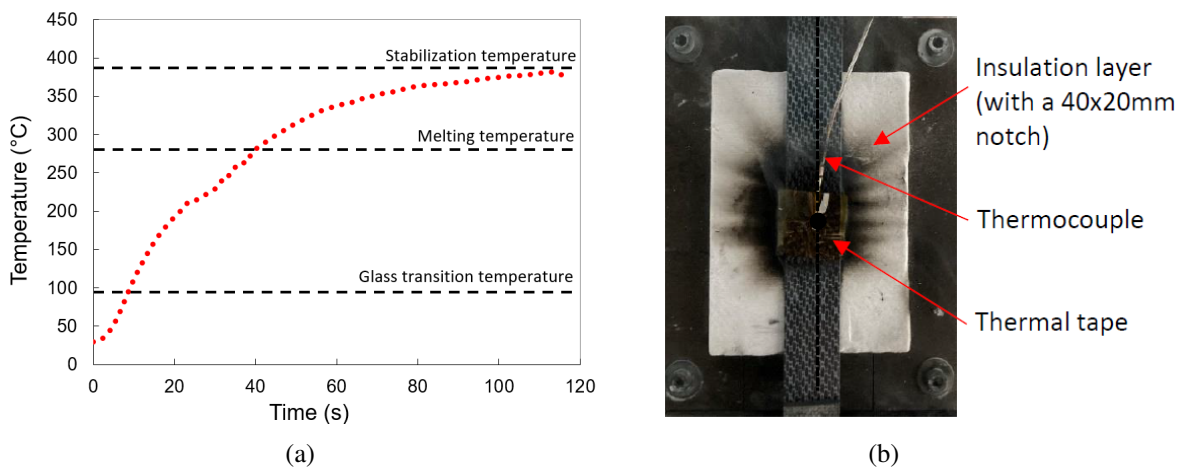 450
400
350
300
250
200
150
100
50
0
Temperature (°C)
Stabilization temperature
Melting temperature
Glass transition temperature
0 20 40 60 80 100 120
Time (s)
(a)
Insulation layer
(with a 40x20mm
notch)
Thermocouple
Thermal tape
(b)